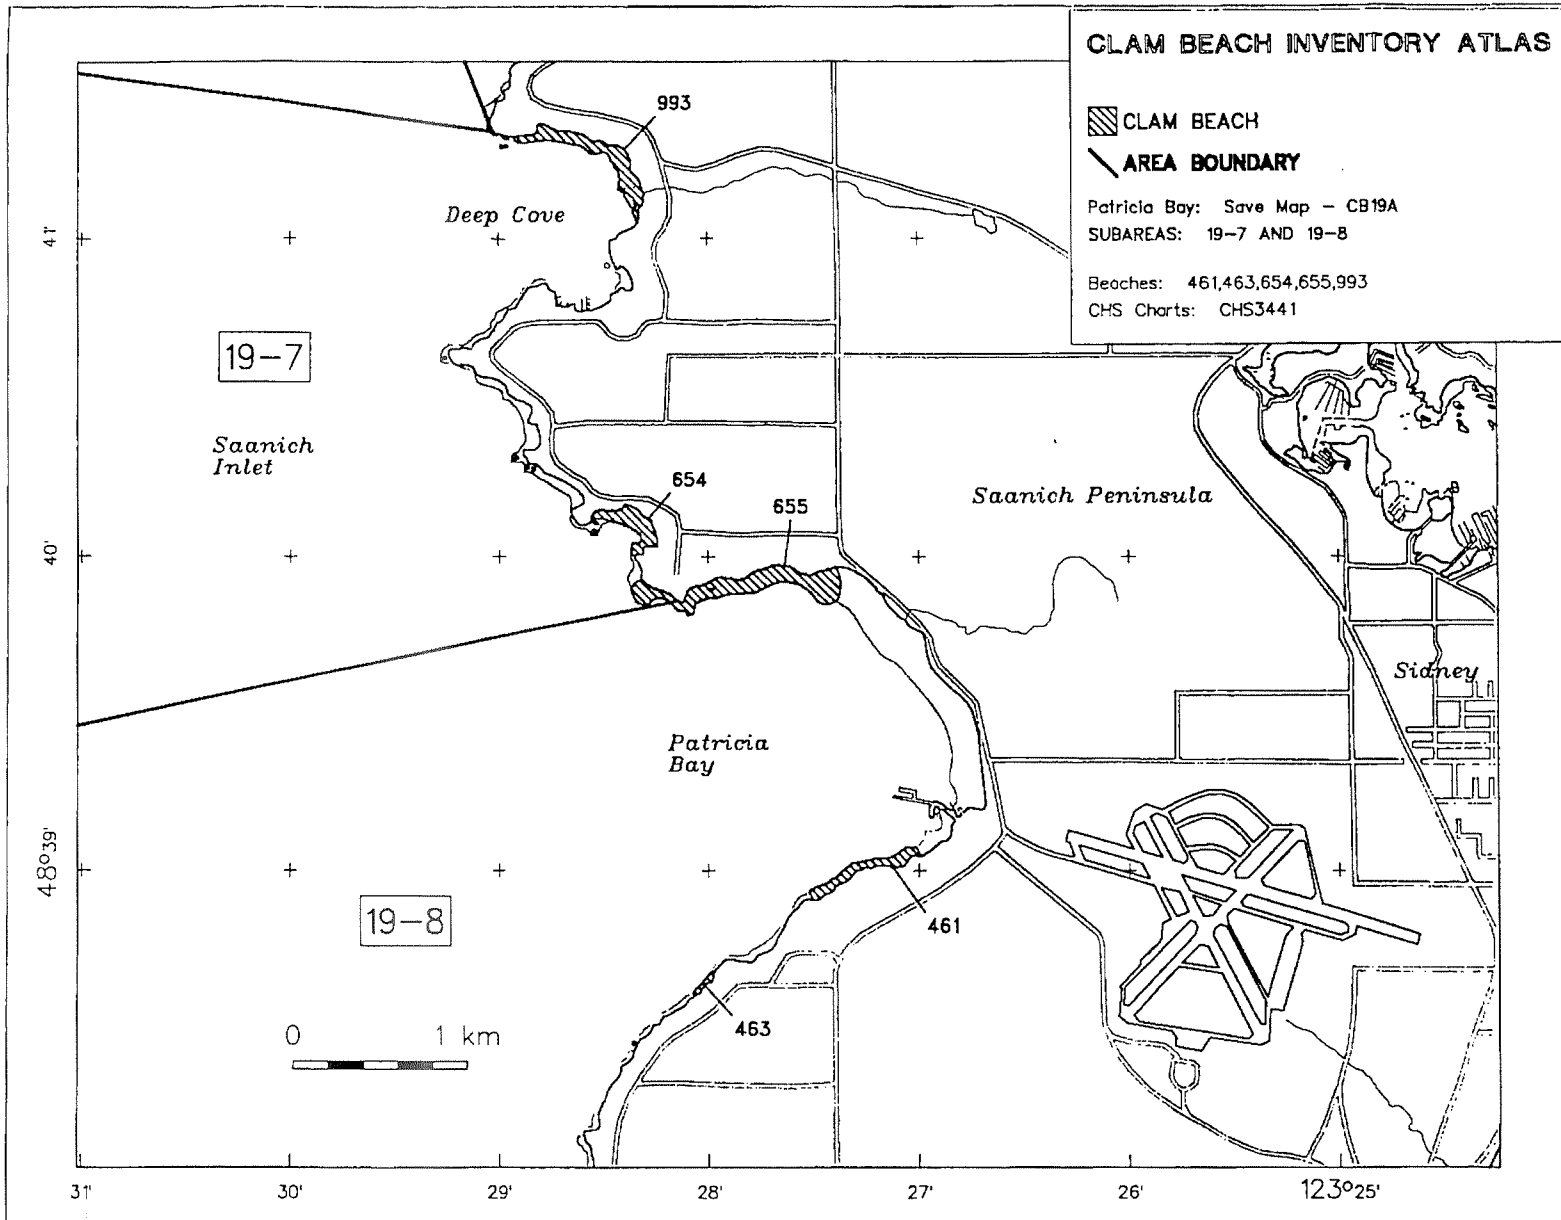 CLAM BEACH INVENTORY ATLAS
CLAM BEACH
AREA BOUNDARY
Patricia Bay: Save Map - CB19A
SUBAREAS: 19-7 AND 19-8
Beaches: 461,463,654,655,993
CHS Charts: CHS3441
993
Deep Cove
41'
19-7
Saanich
Inlet
654
655
Saanich Peninsula
40'
Sidney
Patricia
Bay
48°39'
19-8
461
463
0 1 km
31' 30' 29' 28' 27' 26' 123°25'